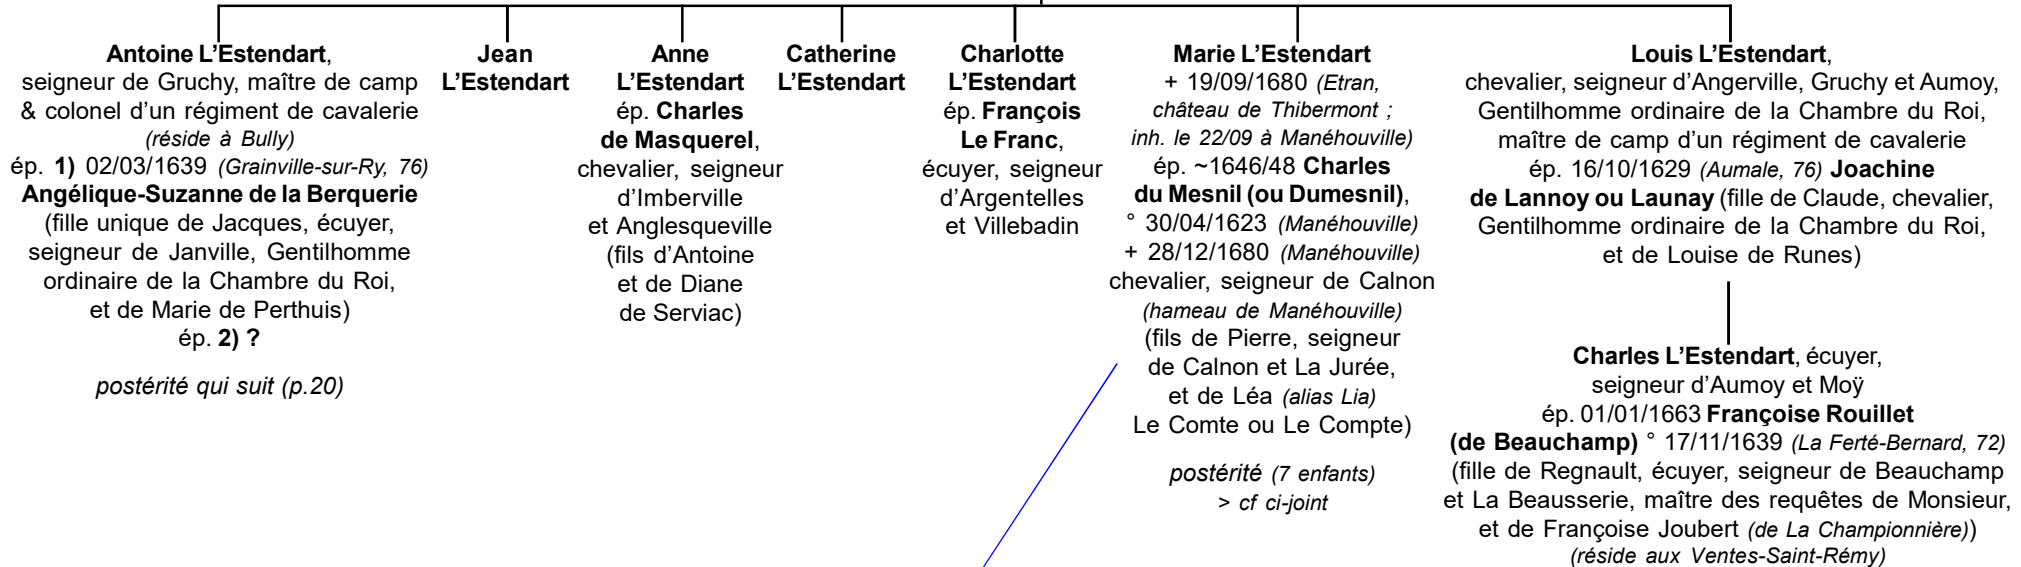 Antoine L’Estendart,
seigneur de Gruchy, maître de camp
& colonel d’un régiment de cavalerie
(réside à Bully)
ép. 1) 02/03/1639 (Grainville-sur-Ry, 76)
Angélique-Suzanne de la Berquerie
(fille unique de Jacques, écuyer,
seigneur de Janville, Gentilhomme
ordinaire de la Chambre du Roi,
et de Marie de Perthuis)
ép. 2) ?
postérité qui suit (p.20)
Jean
L’Estendart
Anne
L’Estendart
ép. Charles
de Masquerel,
chevalier, seigneur
d’Imberville
et Anglesqueville
(fils d’Antoine
et de Diane
de Serviac)
Catherine
L’Estendart
Charlotte
L’Estendart
ép. François
Le Franc,
écuyer, seigneur
d’Argentelles
et Villebadin
Marie L’Estendart
+ 19/09/1680 (Etran,
château de Thibermont ;
inh. le 22/09 à Manéhouville)
ép. ~1646/48 Charles
du Mesnil (ou Dumesnil),
° 30/04/1623 (Manéhouville)
+ 28/12/1680 (Manéhouville)
chevalier, seigneur de Calnon
(hameau de Manéhouville)
(fils de Pierre, seigneur
de Calnon et La Jurée,
et de Léa (alias Lia)
Le Comte ou Le Compte)
postérité (7 enfants)
> cf ci-joint
Louis L’Estendart,
chevalier, seigneur d’Angerville, Gruchy et Aumoy,
Gentilhomme ordinaire de la Chambre du Roi,
maître de camp d’un régiment de cavalerie
ép. 16/10/1629 (Aumale, 76) Joachine
de Lannoy ou Launay (fille de Claude, chevalier,
Gentilhomme ordinaire de la Chambre du Roi,
et de Louise de Runes)
Charles L’Estendart, écuyer,
seigneur d’Aumoy et Moÿ
ép. 01/01/1663 Françoise Rouillet
(de Beauchamp) ° 17/11/1639 (La Ferté-Bernard, 72)
(fille de Regnault, écuyer, seigneur de Beauchamp
et La Beausserie, maître des requêtes de Monsieur,
et de Françoise Joubert (de La Championnière))
(réside aux Ventes-Saint-Rémy)